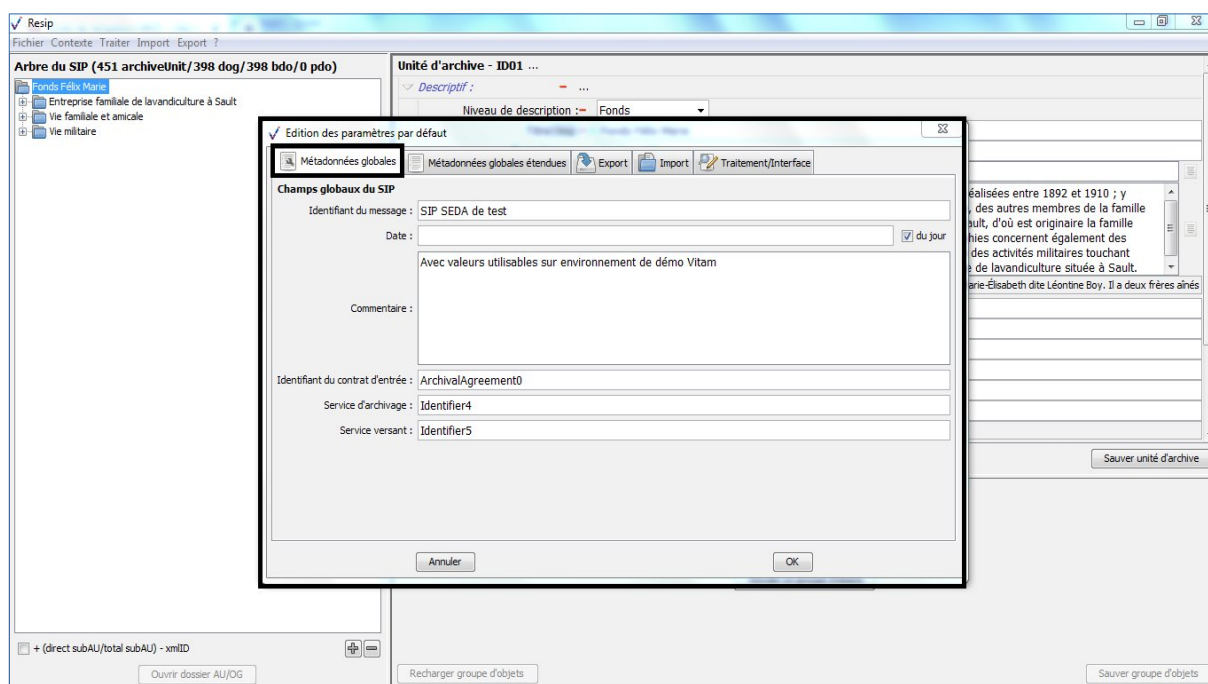 Resip
Fichier Contexte Traiter Import Export ?
Arbre du SIP (451 archiveUnit/398 dog/398 bdo/0 pdo)
Fonds Félix Marie
Entreprise familiale de lavandiculture à Sault
Vie familiale et amicale
Vie militaire
Unité d'archive - ID01 ...
Descriptif : ...
Niveau de description : Fonds
Edition des paramètres par défaut
Métadonnées globales
Métadonnées globales étendues
Export
Import
Traitement/Interface
Champs globaux du SIP
Identifiant du message : SIP SEDA de test
Date :
du jour
Commentaire :
Avec valeurs utilisables sur environnement de démo Vitam
Identifiant du contrat d'entrée : ArchivalAgreement0
Service d'archivage : Identifier4
Service versant : Identifier5
Annuler
OK
éalisées entre 1892 et 1910 ; y
, des autres membres de la famille
ault, d'où est originaire la famille
hies concernent également des
des activités militaires touchant
e de lavandiculture située à Sault.
arie-Élisabeth dite Léontine Boy. Il a deux frères aînés
Sauver unité d'archive
+ (direct subAU/total subAU) - xmlID
Ouvrir dossier AU/OG
Recharger groupe d'objets
Sauver groupe d'objets